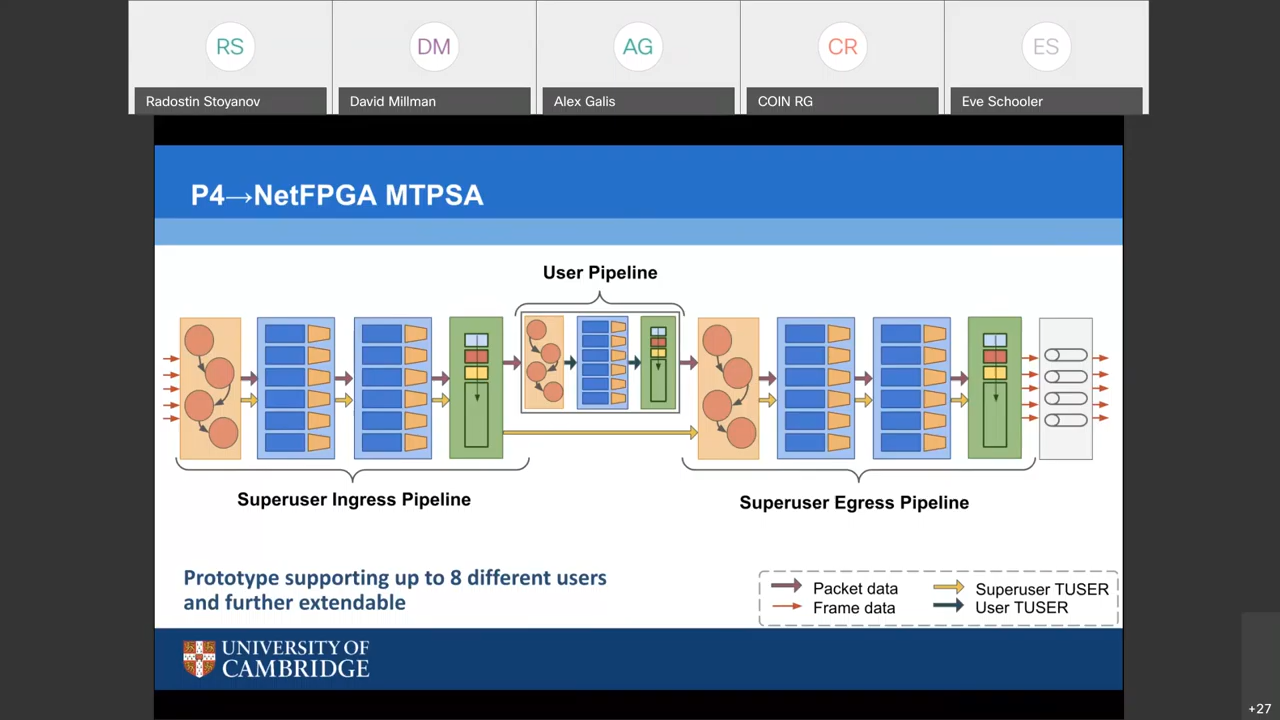 RS
DM
AG
CR
ES
Radostin Stoyanov
David Millman
Alex Galis
COIN RG
Eve Schooler
P4→NetFPGA MTPSA
User Pipeline
Superuser Ingress Pipeline
Superuser Egress Pipeline
Prototype supporting up to 8 different users
and further extendable
Packet data
Superuser TUSER
Frame data
User TUSER
UNIVERSITY OF
CAMBRIDGE
+27